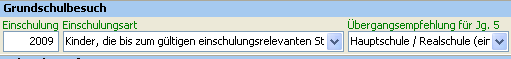 Grundschulbesuch
Einschulung Einschulungsart Übergangsempfehlung für Jg. 5
2009 Kinder, die bis zum gültigen einschulungsrelevanten St Hauptschule / Realschule (eir